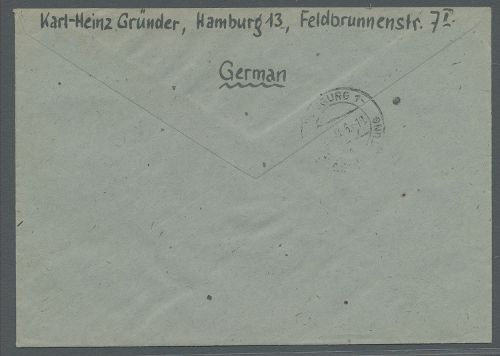 Karl-Heinz Gründer, Hamburg 13, Feldbrunnenstr. 7 I.
German